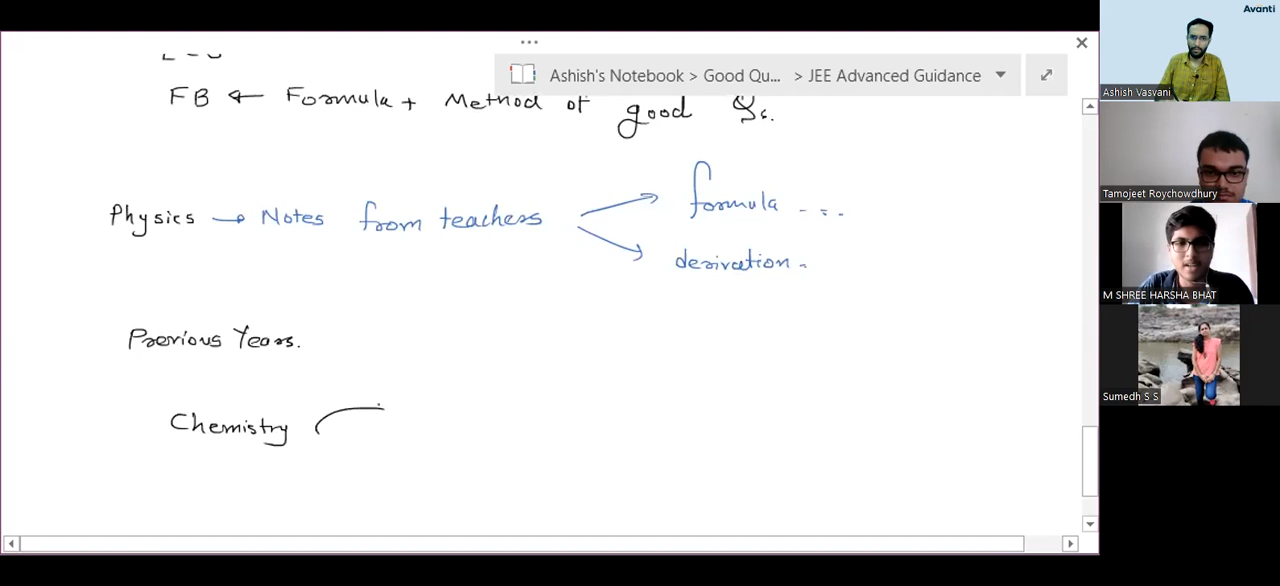 Avanti
Ashish's Notebook > Good Qu... > JEE Advanced Guidance
Ashish Vasvani
FB ← Formula + Method of good Qs.
Tamojeet Roychowdhury
Physics → Notes from teachers
formula ...
derivation.
M SHREE HARSHA BHAT
Previous Years.
Sumedh S S
Chemistry